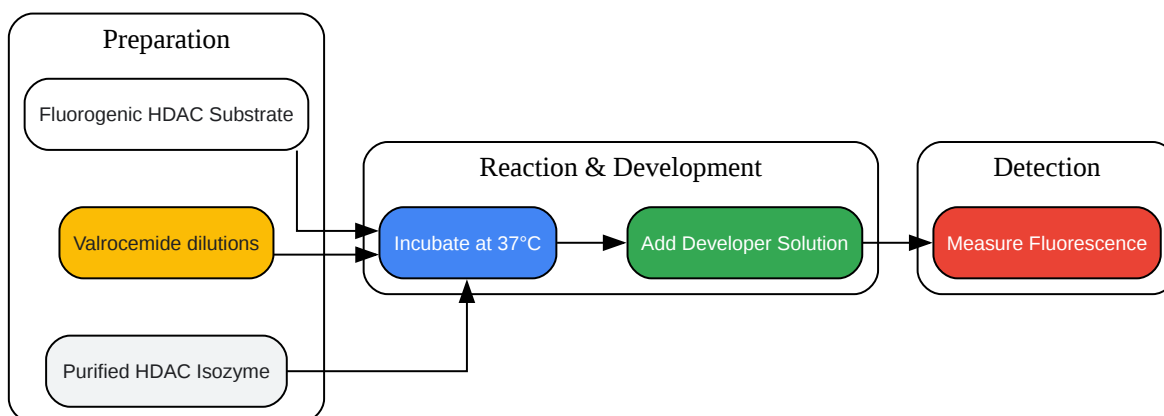 Preparation
Fluorogenic HDAC Substrate
Valrocemide dilutions
Purified HDAC Isozyme
Reaction & Development
Incubate at 37°C
Add Developer Solution
Detection
Measure Fluorescence